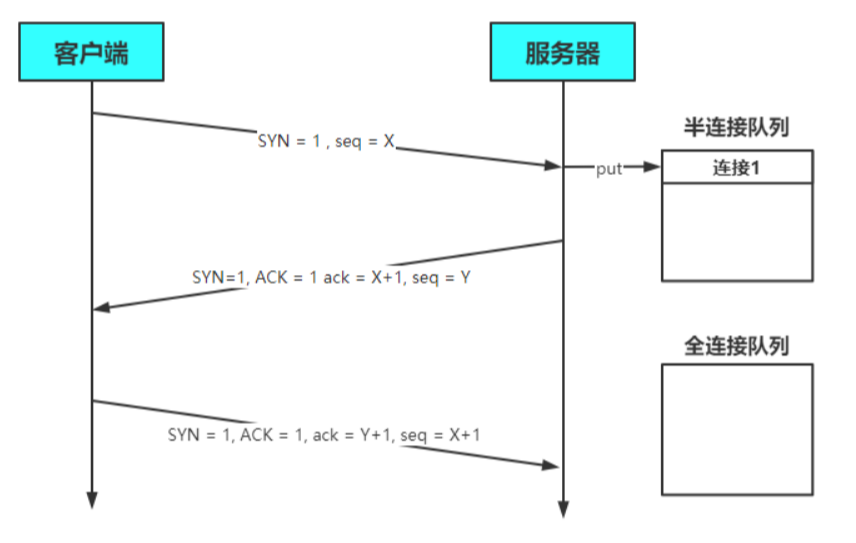 客户端
服务器
半连接队列
SYN = 1 , seq = X
put
连接1
SYN=1, ACK = 1 ack = X+1, seq = Y
全连接队列
SYN = 1, ACK = 1, ack = Y+1, seq = X+1